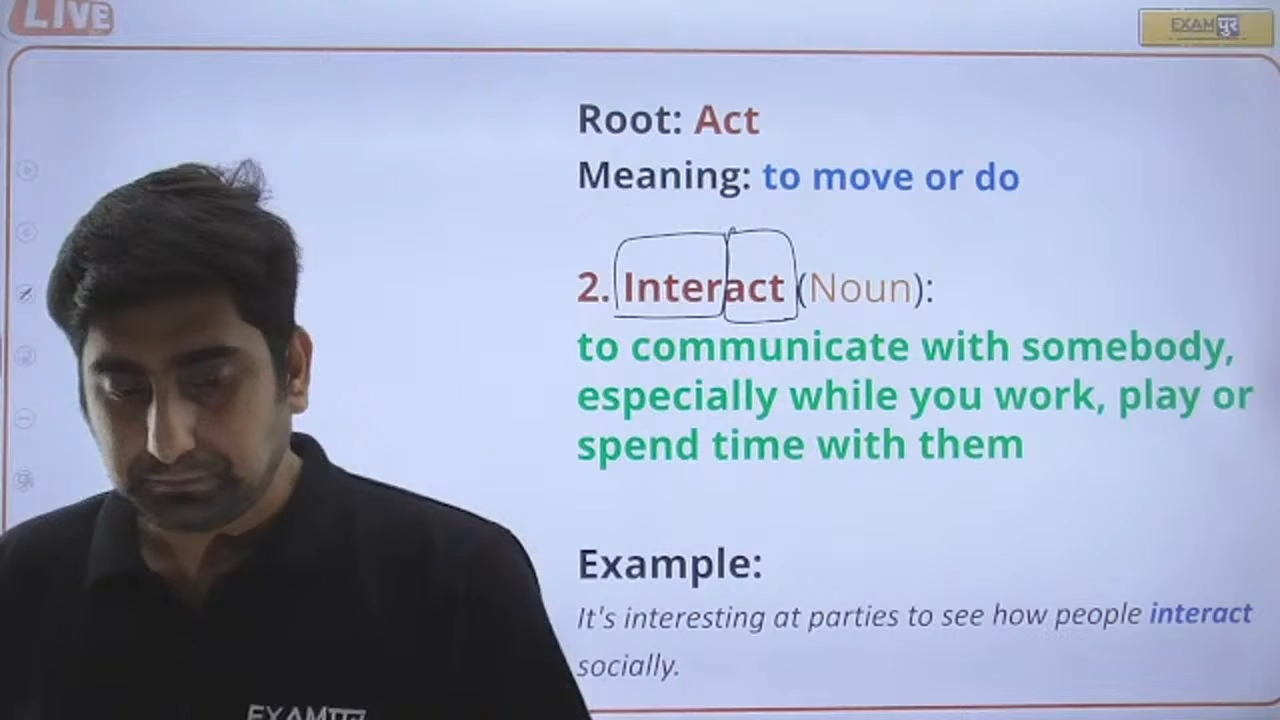 LIVE
EXAMपुर
Root: Act
Meaning: to move or do
2. Interact (Noun):
to communicate with somebody,
especially while you work, play or
spend time with them
Example:
It's interesting at parties to see how people interact
socially.
EXAMपुर